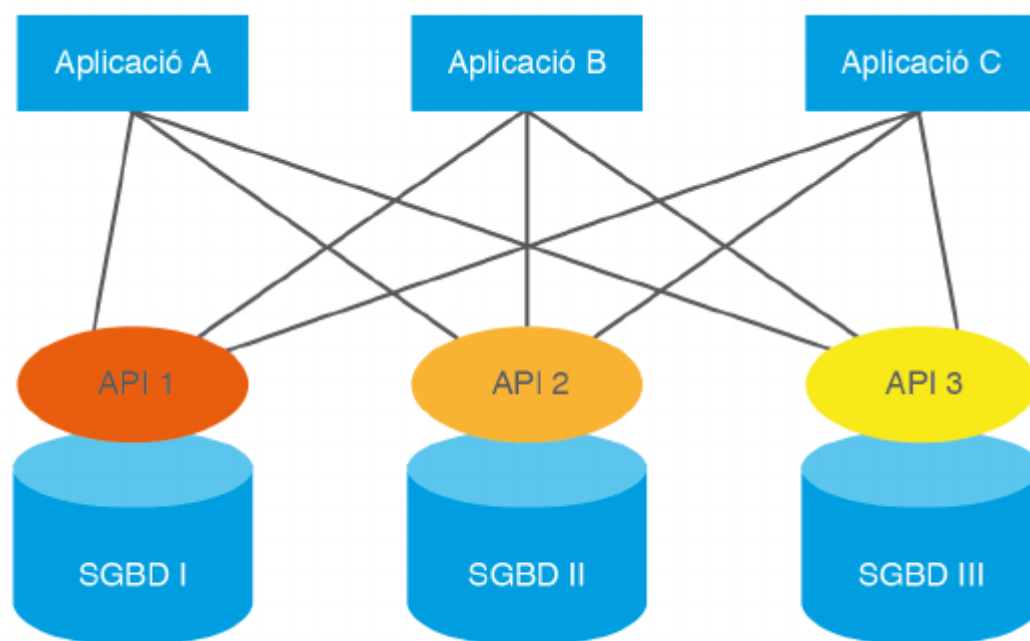 Aplicació A
Aplicació B
Aplicació C
API 1
API 2
API 3
SGBD I
SGBD II
SGBD III